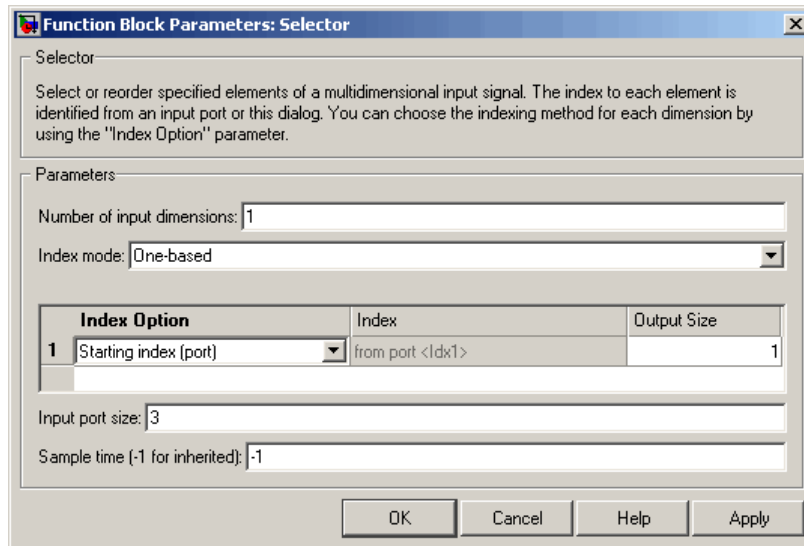 Function Block Parameters: Selector
Selector
Select or reorder specified elements of a multidimensional input signal. The index to each element is
identified from an input port or this dialog. You can choose the indexing method for each dimension by
using the "Index Option" parameter.
Parameters
Number of input dimensions: 1
Index mode: One-based
Index Option Index Output Size
1 Starting index (port) from port <Idx1> 1
Input port size: 3
Sample time (-1 for inherited): -1
OK Cancel Help Apply